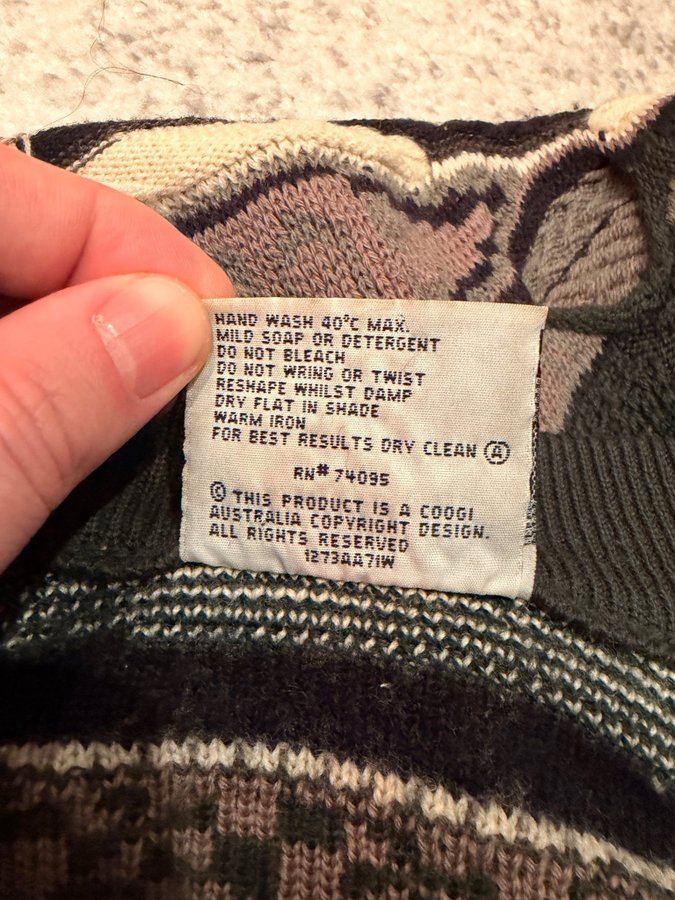 HAND WASH 40°C MAX.
MILD SOAP OR DETERGENT
DO NOT BLEACH
DO NOT WRING OR TWIST
RESHAPE WHILST DAMP
DRY FLAT IN SHADE
WARM IRON
FOR BEST RESULTS DRY CLEAN Ⓐ
RN# 74095
© THIS PRODUCT IS A COOGI
AUSTRALIA COPYRIGHT DESIGN.
ALL RIGHTS RESERVED
1273AA71W